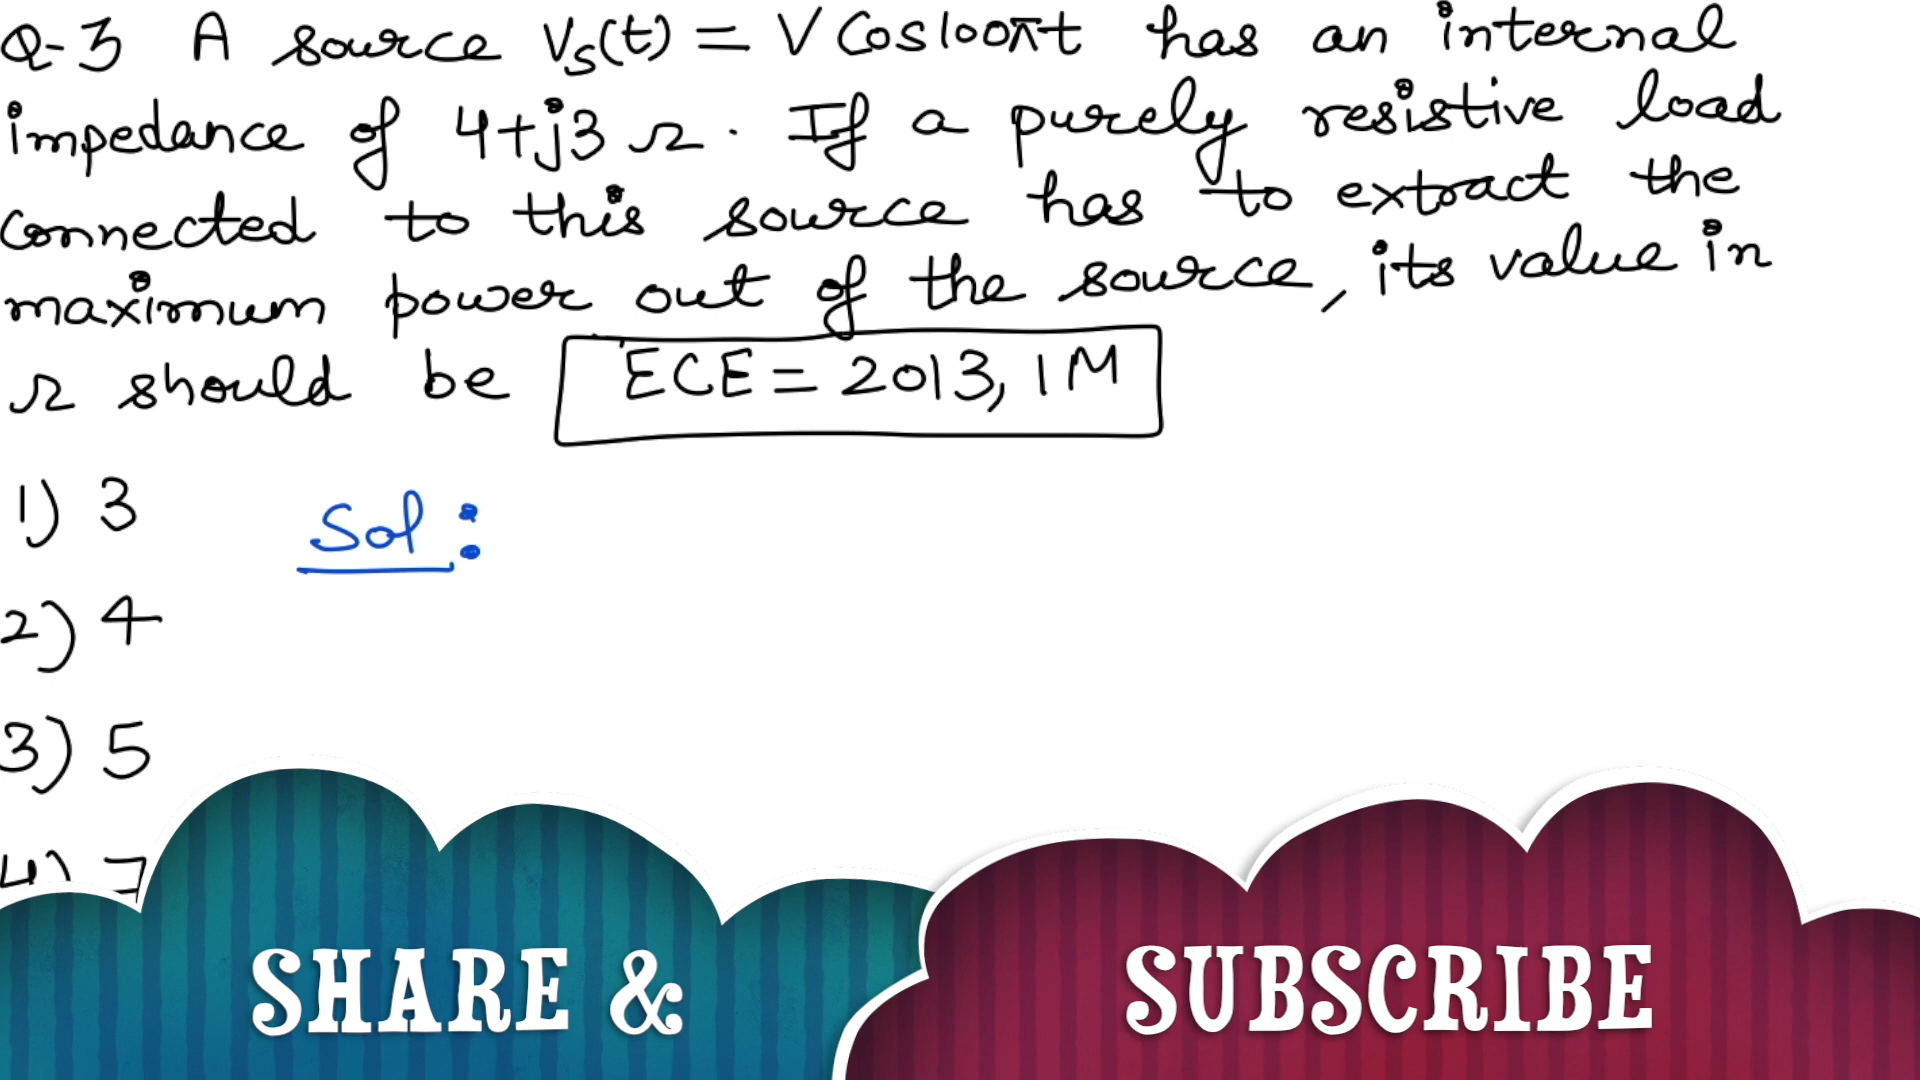 Q-3 A source Vs(t) = V Cos100πt has an internal
impedance of 4+j3 Ω. If a purely resistive load
connected to this source has to extract the
maximum power out of the source, its value in
Ω should be ECE = 2013, 1M
1) 3
Sol:
2) 4
3) 5
4) 7
SHARE &
SUBSCRIBE